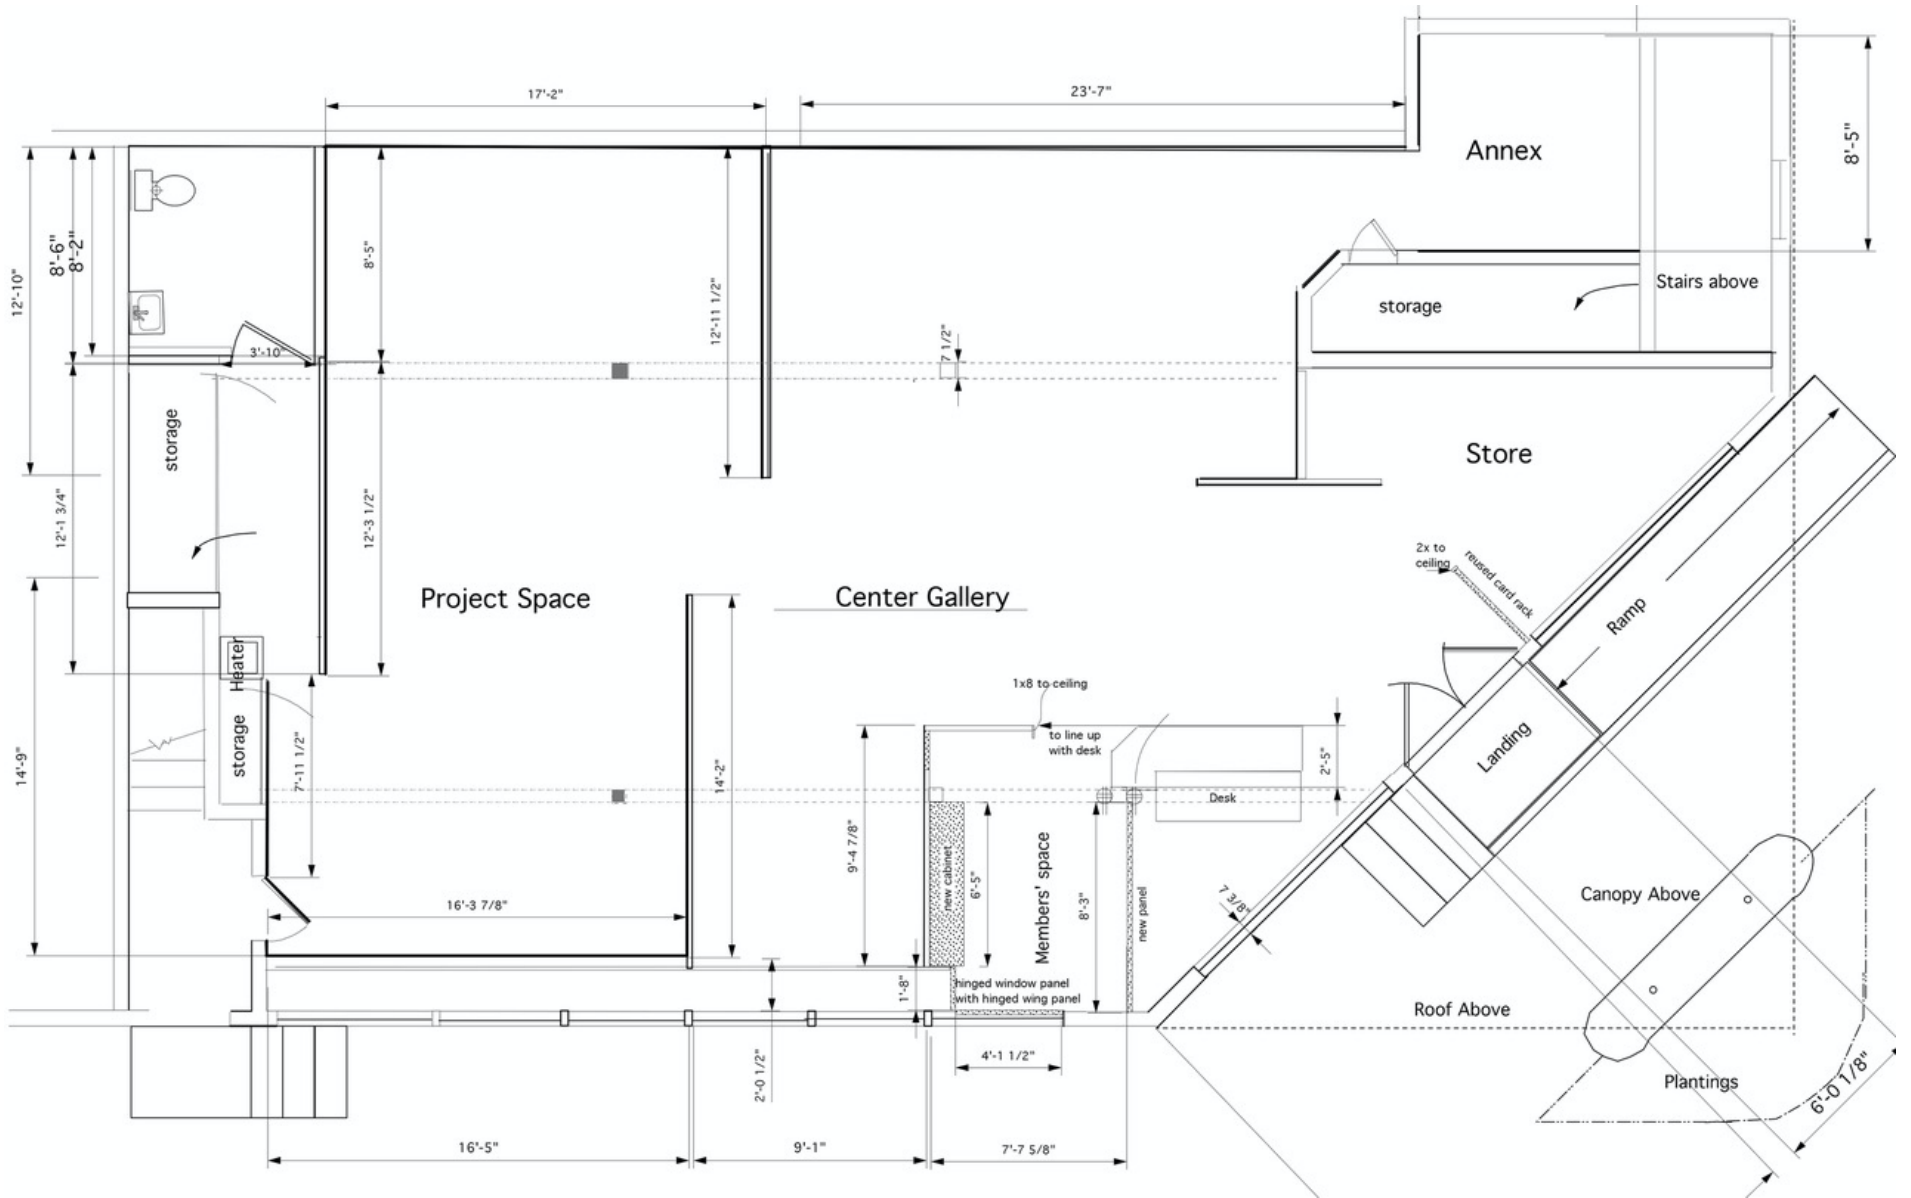 17'-2"
23'-7"
Annex
8'-5"
8'-6"
8'-2"
12'-10"
8'-5"
12'-11 1/2"
3'-10"
7 1/2"
storage
Stairs above
storage
Store
12'-1 3/4"
12'-3 1/2"
2x to
ceiling
reused card rack
Project Space
Center Gallery
Ramp
Heater
storage
7'-11 1/2"
14'-9"
14'-2"
1x8 to ceiling
to line up
with desk
2'-5"
Landing
Desk
9'-4 7/8"
new cabinet
6'-5"
Members' space
8'-3"
new panel
7 3/8"
Canopy Above
16'-3 7/8"
1'-8"
hinged window panel
with hinged wing panel
Roof Above
4'-1 1/2"
2'-0 1/2"
Plantings
6'-0 1/8"
16'-5"
9'-1"
7'-7 5/8"